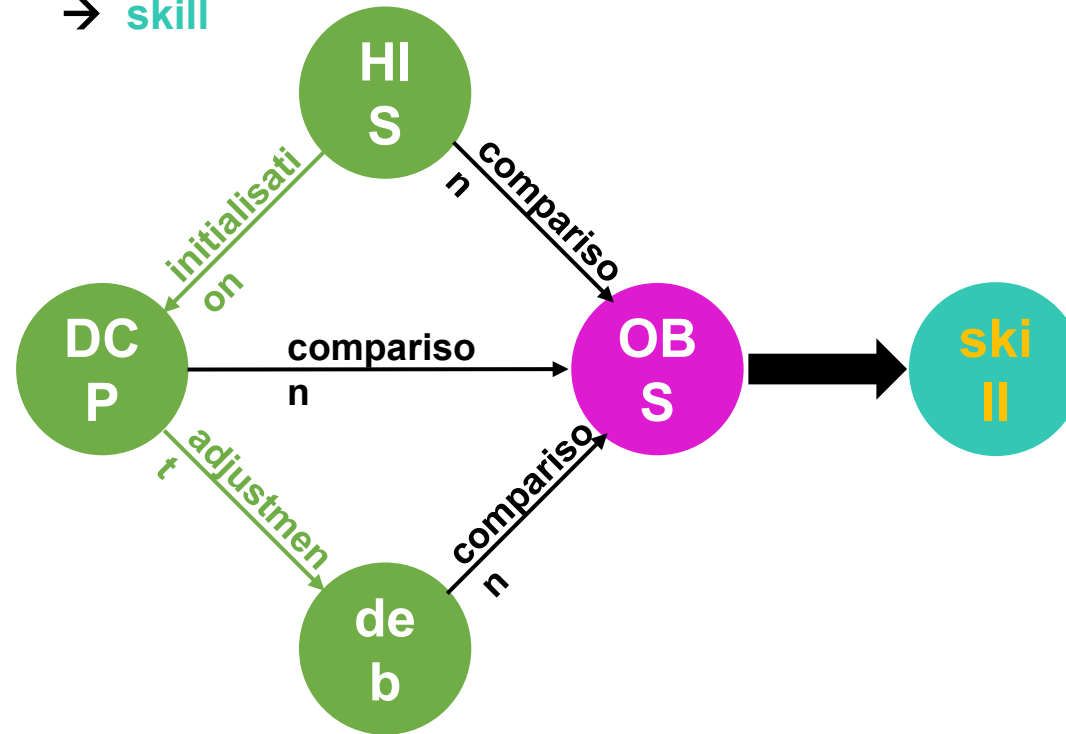 → skill
HI
S
initialisati
on
compariso
n
DC
P
compariso
n
OB
S
ski
ll
adjustmen
t
compariso
n
de
b